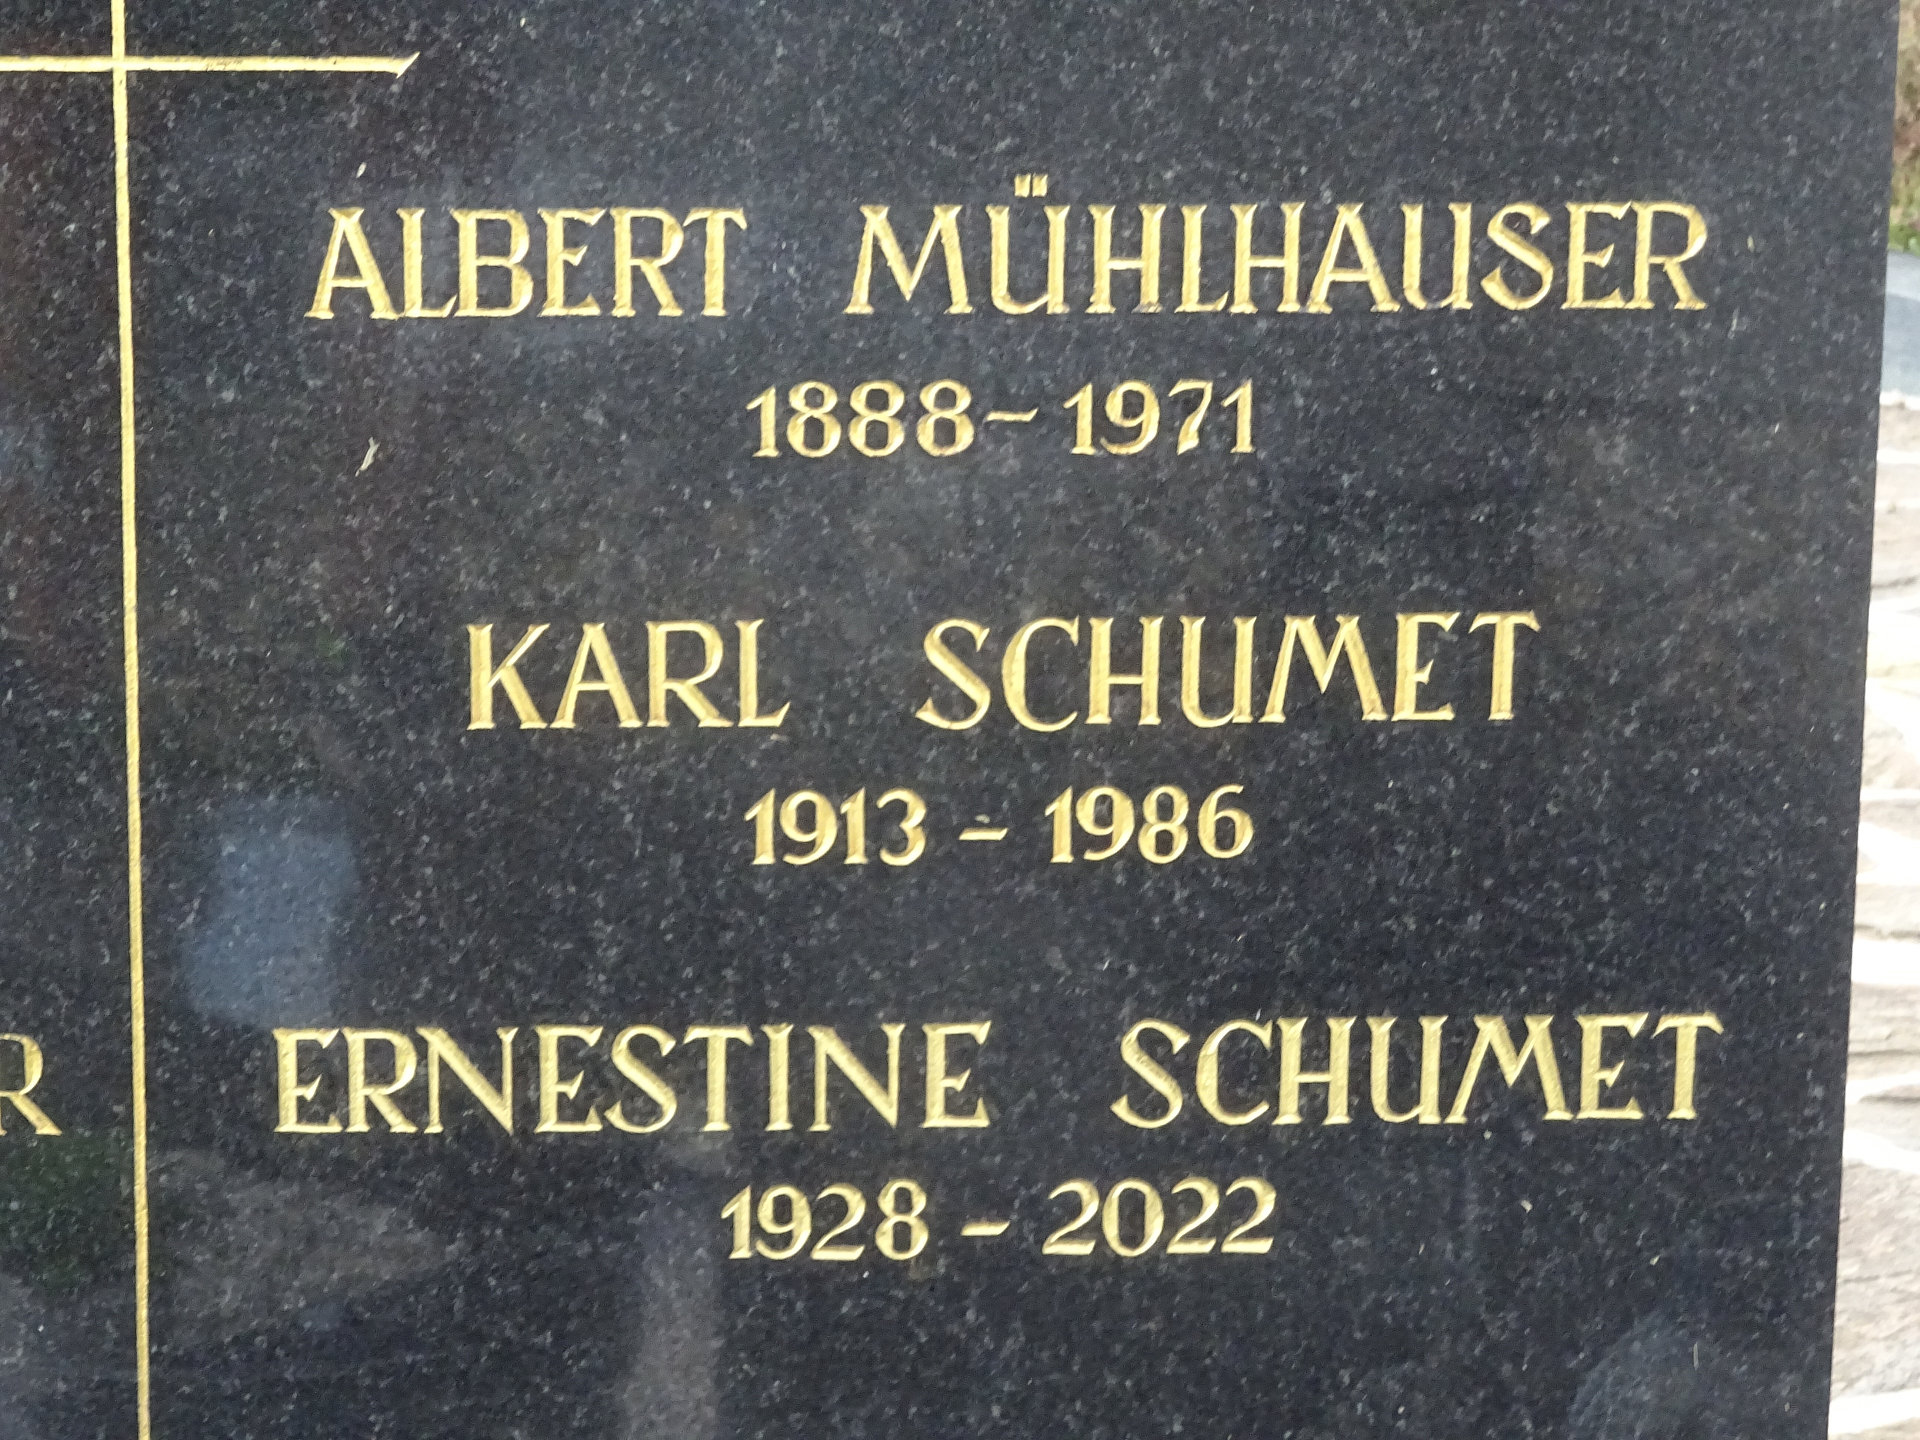 ALBERT MÜHLHAUSER
1888 – 1971
KARL SCHUMET
1913 – 1986
ERNESTINE SCHUMET
1928 – 2022